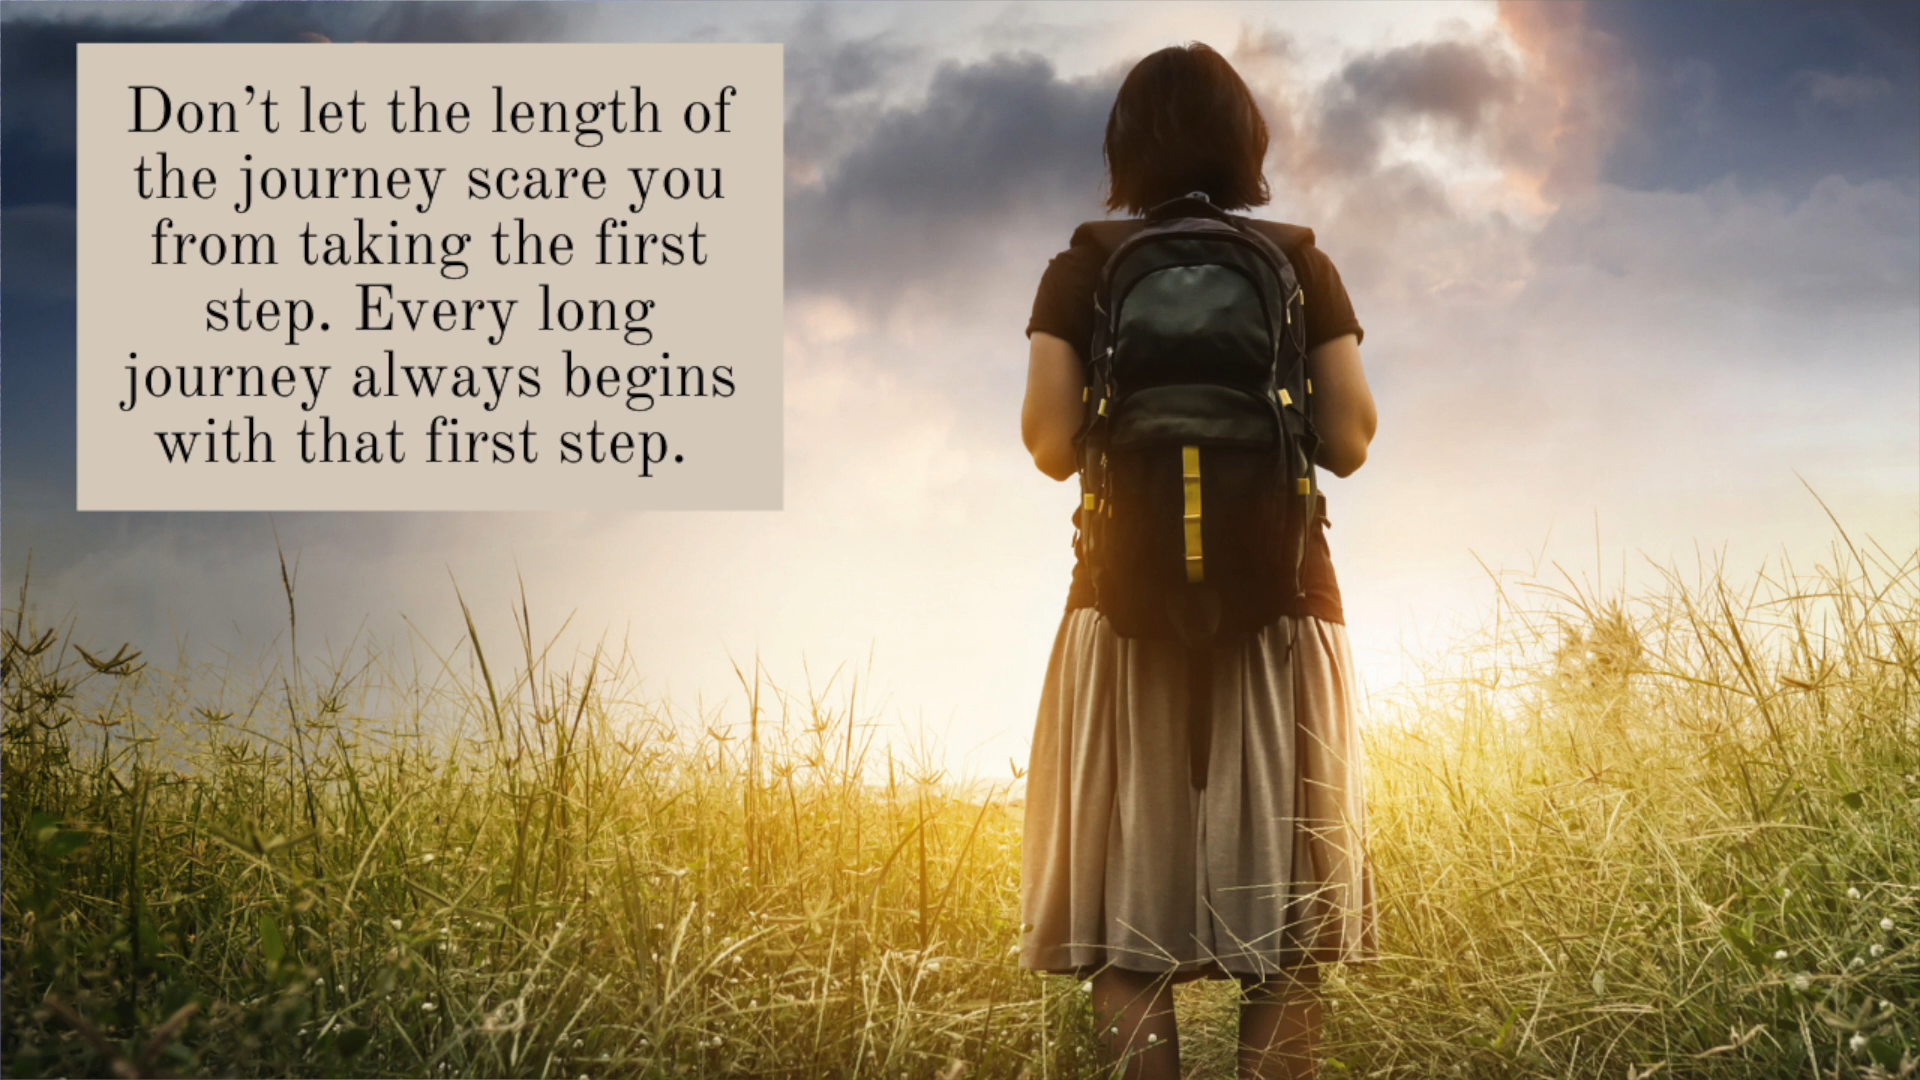 Don’t let the length of
the journey scare you
from taking the first
step. Every long
journey always begins
with that first step.